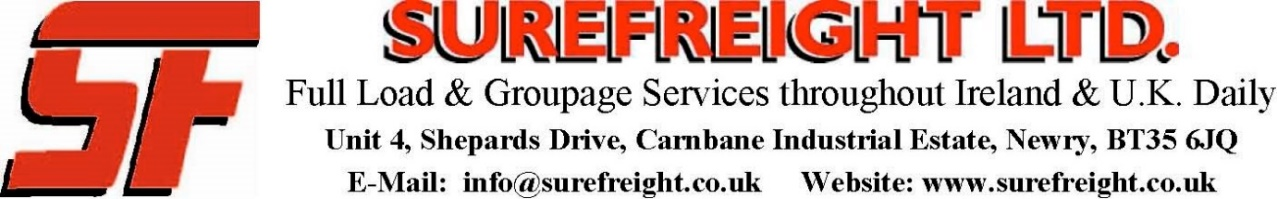 SF
SUREFREIGHT LTD.
Full Load & Groupage Services throughout Ireland & U.K. Daily
Unit 4, Shepards Drive, Carnbane Industrial Estate, Newry, BT35 6JQ
E-Mail: info@surefreight.co.uk Website: www.surefreight.co.uk